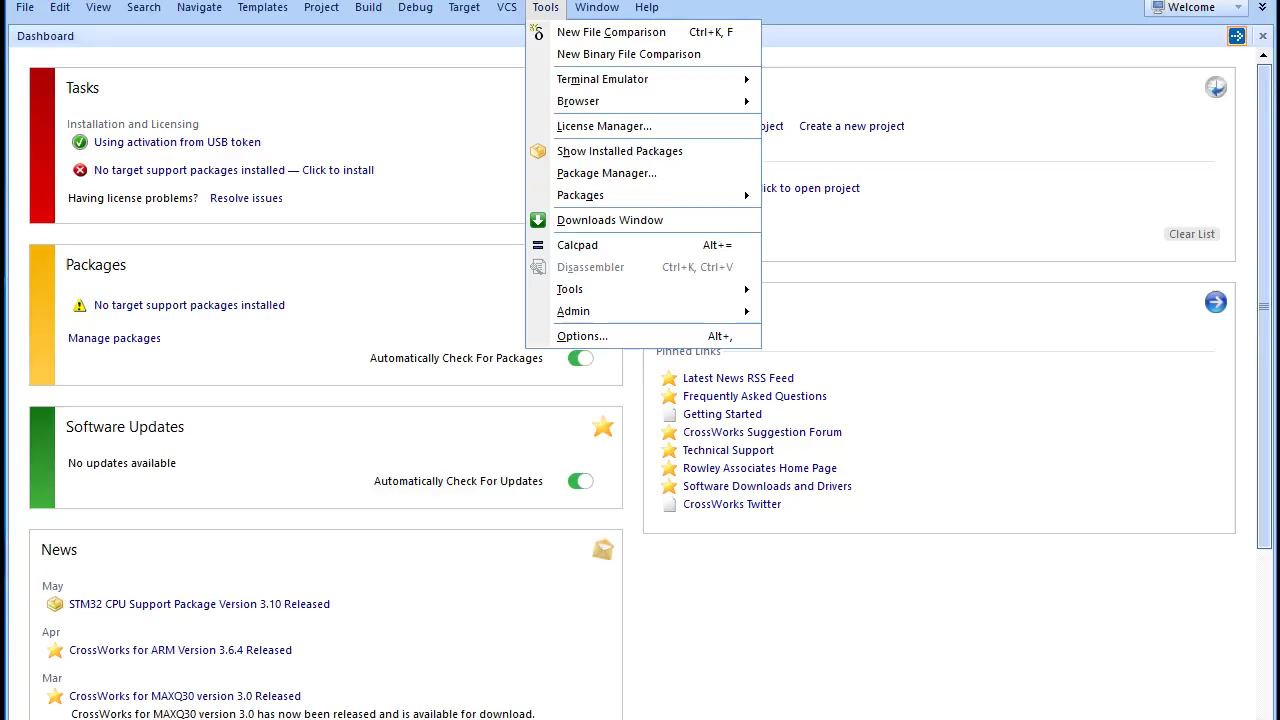 File Edit View Search Navigate Templates Project Build Debug Target VCS Tools Window Help Welcome
Dashboard
Tasks
Installation and Licensing
Using activation from USB token
No target support packages installed — Click to install
Having license problems? Resolve issues
Packages
No target support packages installed
Manage packages
Automatically Check For Packages
Software Updates
No updates available
Automatically Check For Updates
News
May
STM32 CPU Support Package Version 3.10 Released
Apr
CrossWorks for ARM Version 3.6.4 Released
Mar
CrossWorks for MAXQ30 version 3.0 Released
CrossWorks for MAXQ30 version 3.0 has now been released and is available for download.
New File Comparison Ctrl+K, F
New Binary File Comparison
Terminal Emulator
Browser
License Manager...
Show Installed Packages
Package Manager...
Packages
Downloads Window
Calcpad Alt+=
Disassembler Ctrl+K, Ctrl+V
Tools
Admin
Options... Alt+,
Create a new project
to open project
Clear List
Pinned Links
Latest News RSS Feed
Frequently Asked Questions
Getting Started
CrossWorks Suggestion Forum
Technical Support
Rowley Associates Home Page
Software Downloads and Drivers
CrossWorks Twitter